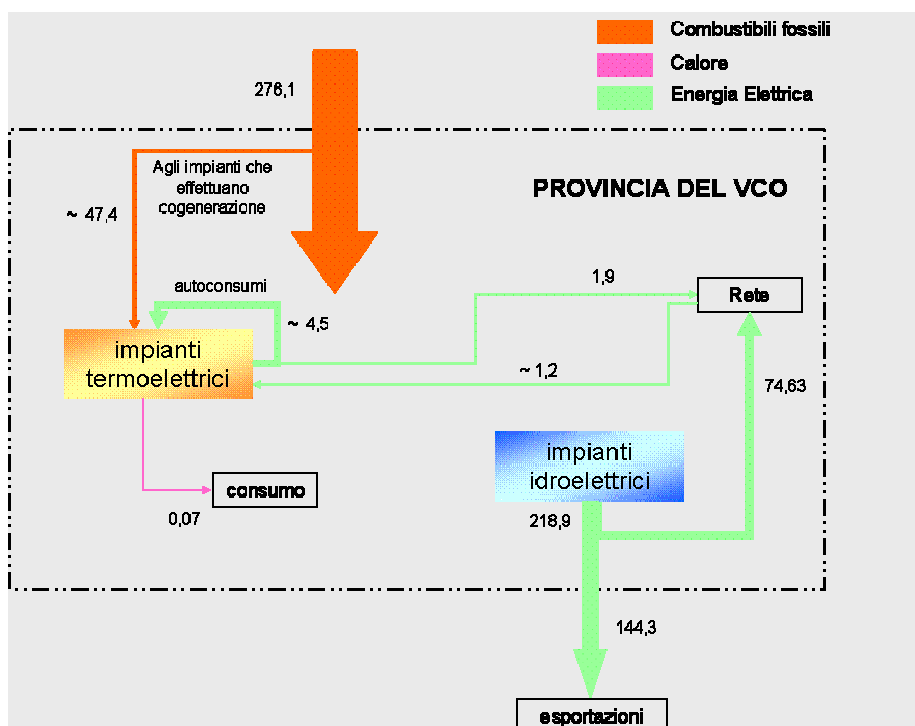 Combustibili fossili
Calore
Energia Elettrica
276,1
Agli impianti che
effettuano
cogenerazione
PROVINCIA DEL VCO
~ 47,4
autoconsumi
~ 4,5
1,9
Rete
impianti
termoelettrici
~ 1,2
74,63
impianti
idroelettrici
consumo
0,07
218,9
144,3
esportazioni